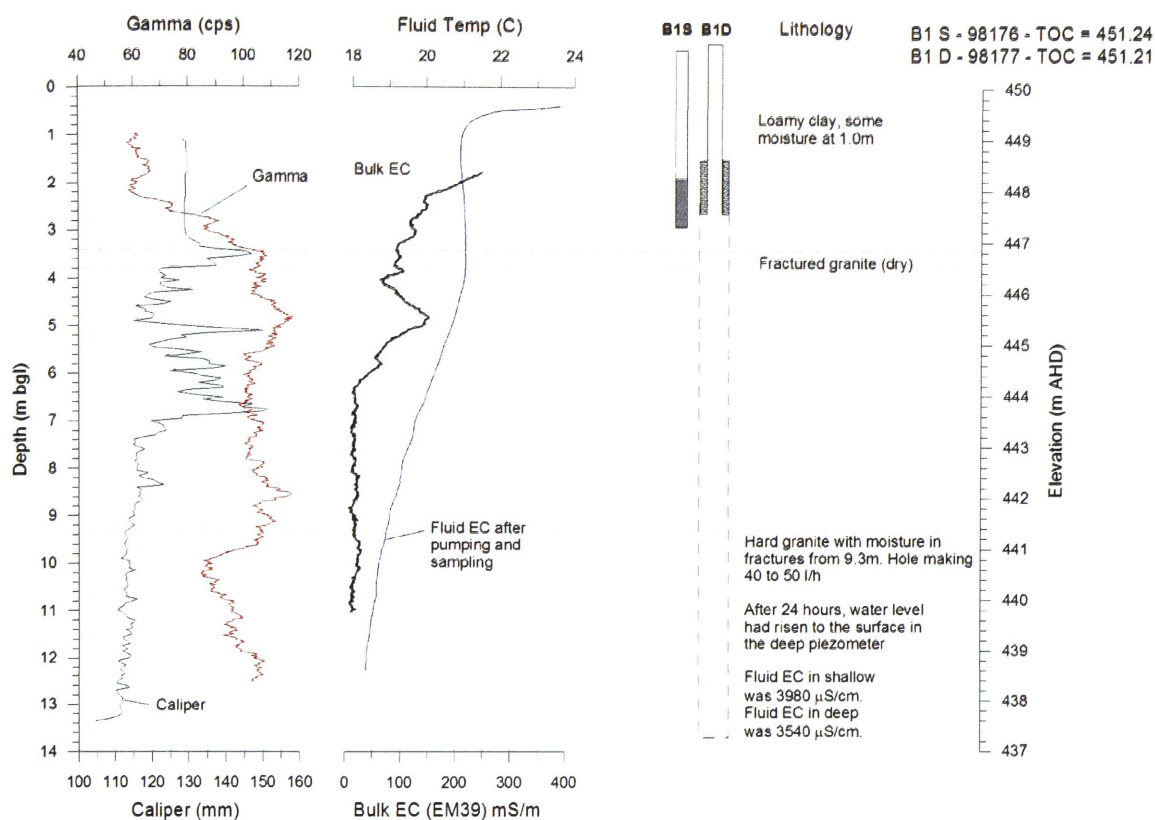 Gamma (cps)
40 60 80 100 120
Fluid Temp (C)
18 20 22 24
B1S B1D
Lithology
B1 S - 98176 - TOC = 451.24
B1 D - 98177 - TOC = 451.21
Depth (m bgl)
0
1
2
3
4
5
6
7
8
9
10
11
12
13
14
Gamma
Caliper
100 110 120 130 140 150 160
Caliper (mm)
Bulk EC
Fluid EC after
pumping and
sampling
0 100 200 300 400
Bulk EC (EM39) mS/m
Loamy clay, some
moisture at 1.0m
Fractured granite (dry)
Hard granite with moisture in
fractures from 9.3m. Hole making
40 to 50 l/h
After 24 hours, water level
had risen to the surface in
the deep piezometer
Fluid EC in shallow
was 3980 µS/cm.
Fluid EC in deep
was 3540 µS/cm.
450
449
448
447
446
445
444
443
442
441
440
439
438
437
Elevation (m AHD)